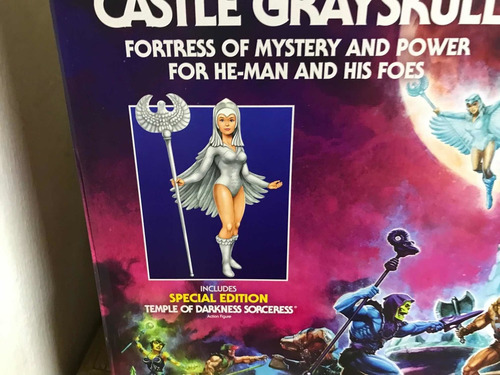 CASTLE GRAYSKULL
FORTRESS OF MYSTERY AND POWER
FOR HE-MAN AND HIS FOES
INCLUDES
SPECIAL EDITION
TEMPLE OF DARKNESS SORCERESS®
Action Figure